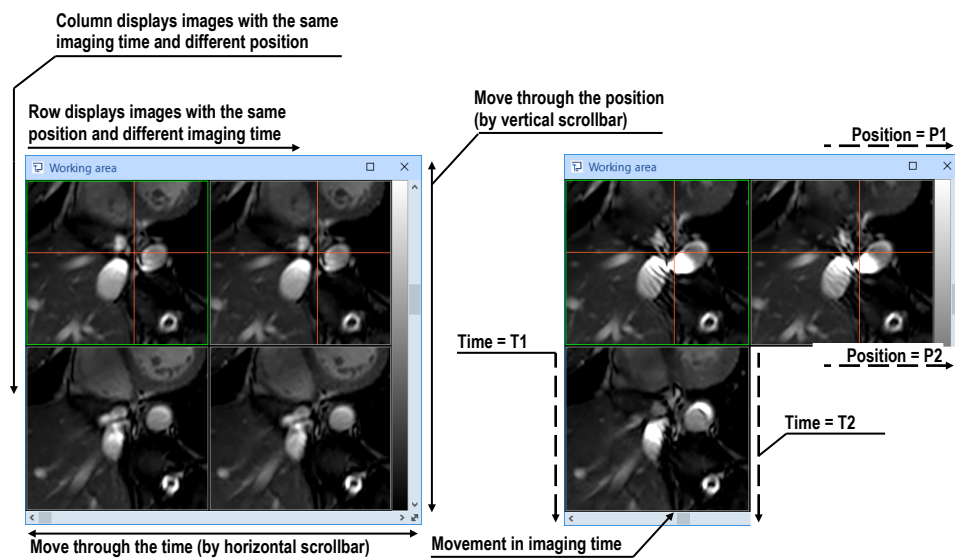 Column displays images with the same
imaging time and different position
Row displays images with the same
position and different imaging time
Move through the position
(by vertical scrollbar)
Position = P1
Working area
Working area
Time = T1
Position = P2
Time = T2
Move through the time (by horizontal scrollbar)
Movement in imaging time